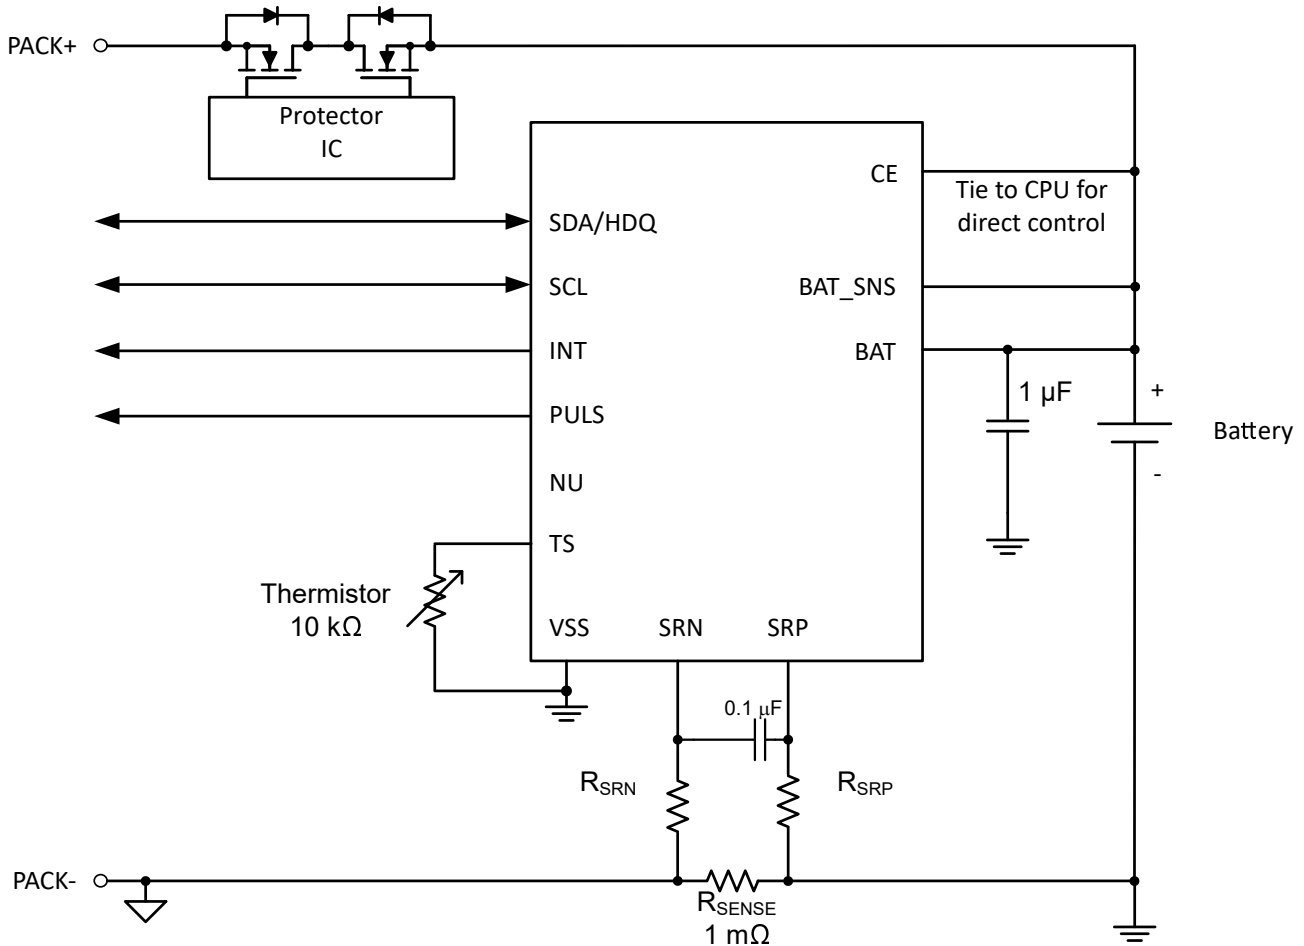 PACK+
Protector
IC
CE
Tie to CPU for
direct control
SDA/HDQ
SCL
BAT_SNS
INT
BAT
PULS
1 µF
+
Battery
-
NU
TS
Thermistor
10 kΩ
VSS
SRN
SRP
0.1 µF
RSRN
RSRP
PACK-
RSENSE
1 mΩ